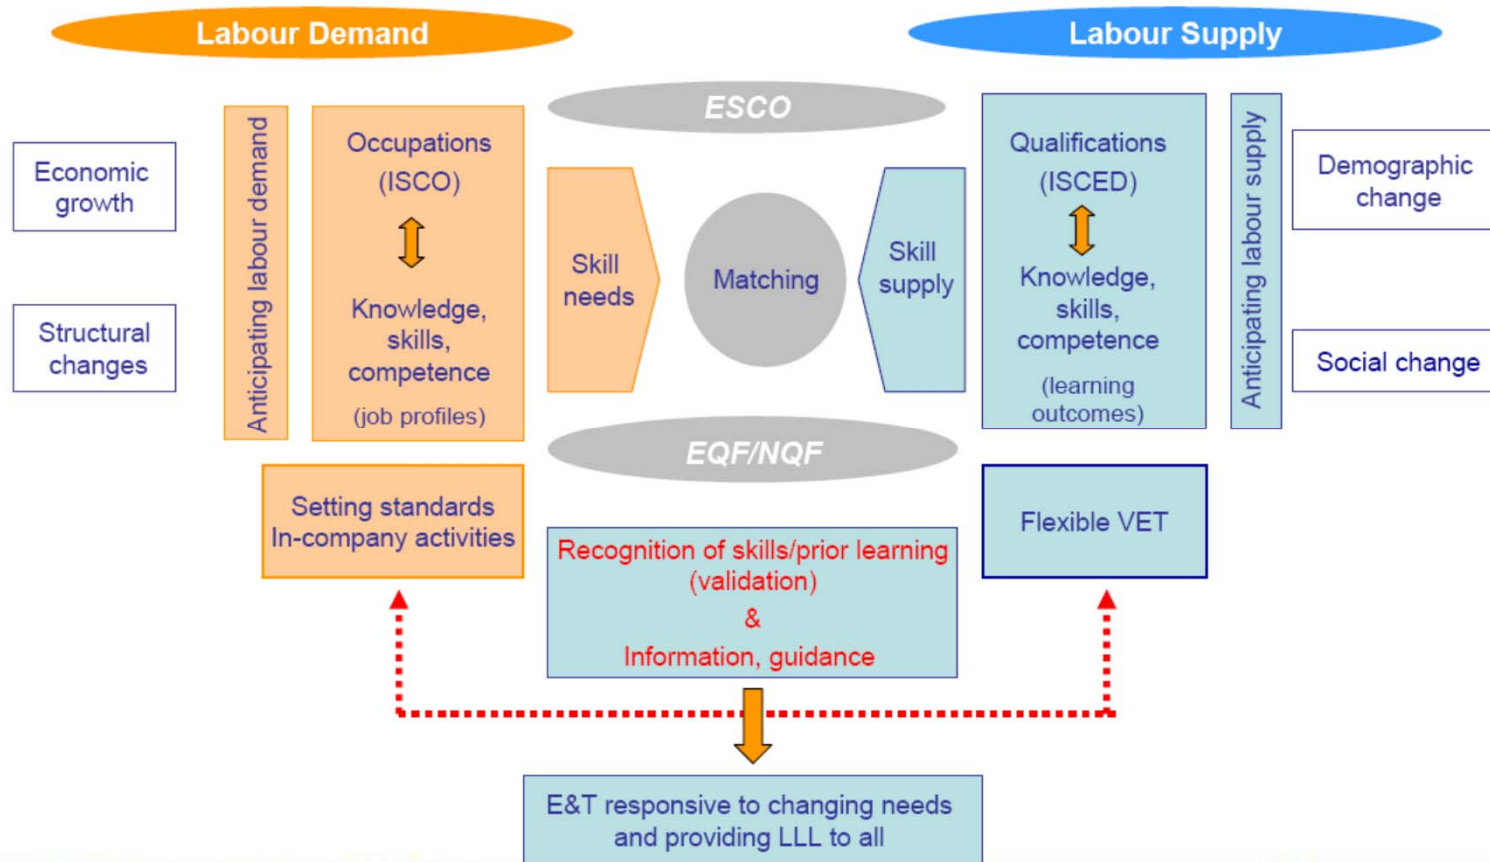 Labour Demand
Labour Supply
ESCO
Economic
growth
Structural
changes
Anticipating labour demand
Occupations
(ISCO)
Knowledge,
skills,
competence
(job profiles)
Skill
needs
Matching
Skill
supply
Qualifications
(ISCED)
Knowledge,
skills,
competence
(learning
outcomes)
Anticipating labour supply
Demographic
change
Social change
EQF/NQF
Setting standards
In-company activities
Recognition of skills/prior learning
(validation)
&
Information, guidance
Flexible VET
E&T responsive to changing needs
and providing LLL to all